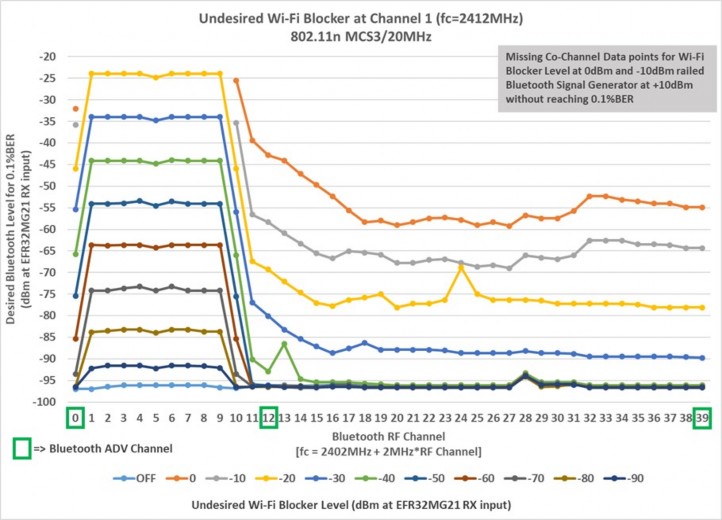 Undesired Wi-Fi Blocker at Channel 1 (fc=2412MHz)
802.11n MCS3/20MHz
Missing Co-Channel Data points for Wi-Fi
Blocker Level at 0dBm and -10dBm railed
Bluetooth Signal Generator at +10dBm
without reaching 0.1%BER
Desired Bluetooth Level for 0.1%BER
(dBm at EFR32MG21 RX input)
-20
-25
-30
-35
-40
-45
-50
-55
-60
-65
-70
-75
-80
-85
-90
-95
-100
0 1 2 3 4 5 6 7 8 9 10 11 12 13 14 15 16 17 18 19 20 21 22 23 24 25 26 27 28 29 30 31 32 33 34 35 36 37 38 39
=> Bluetooth ADV Channel
Bluetooth RF Channel
[fc = 2402MHz + 2MHz*RF Channel]
OFF 0 -10 -20 -30 -40 -50 -60 -70 -80 -90
Undesired Wi-Fi Blocker Level (dBm at EFR32MG21 RX input)